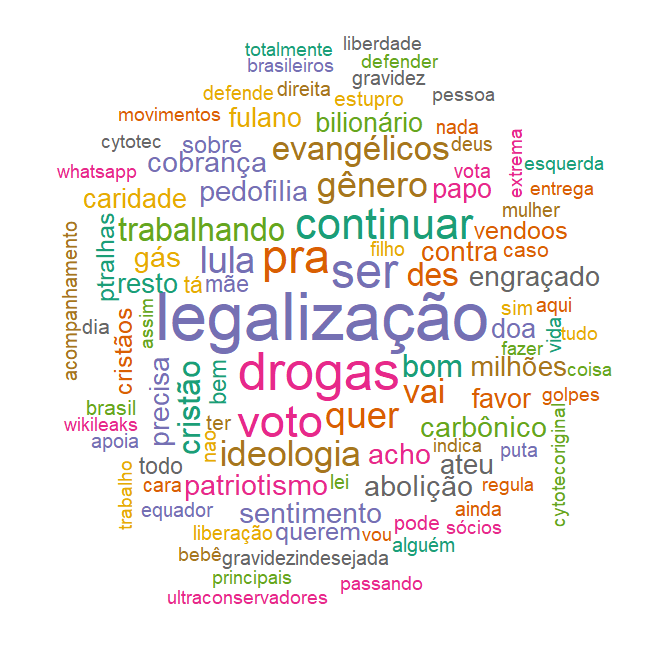 liberdade
totalmente
defender
brasileiros
gravidez
defende direita
estupro
pessoa
movimentos
fulano
bilionário
nada
extrema
cytotec
sobre
evangélicos
deus
whatsapp
cobrança
vota
esquerda
caridade
pedofilia
gênero
papo
entrega
mulher
ptralhas
trabalhando
continuar
vendoos
acompanhamento
gás
lula
pra
filho
contra
caso
resto
tá
mãe
ser
des
engraçado
dia
assim
legalização
sim
aqui
cristãos
doa
vida
tudo
fazer
precisa
cristão
bem
drogas
bom
milhões
coisa
brasil
vai
favor
golpes
wikileaks
ter
voto
quer
carbônico
cytotecoriginal
apoia
nao
ideologia
acho
indica
puta
trabalho
todo
ateu
cara
patriotismo
lei
abolição
regula
equador
sentimento
ainda
pode
sócios
liberação
querem
vou
alguém
bebê
gravidezindesejada
principais
passando
ultraconservadores